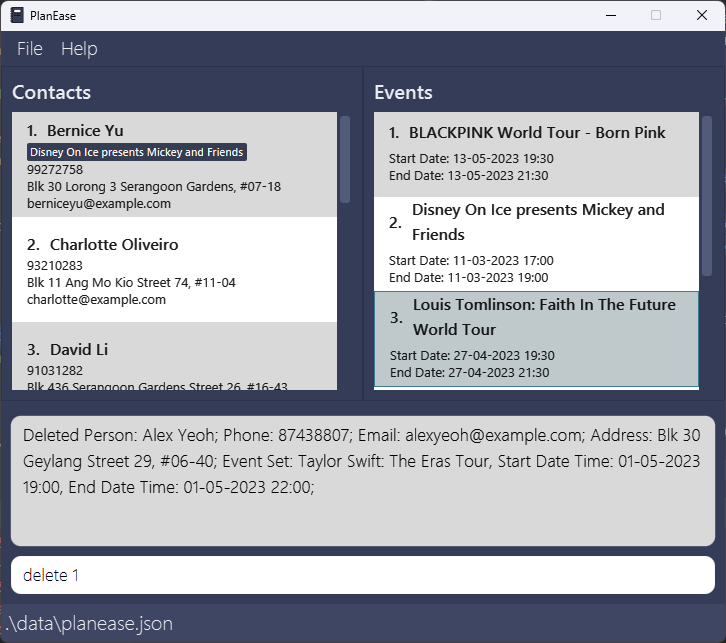 PlanEase
File Help
Contacts
1. Bernice Yu
Disney On Ice presents Mickey and Friends
99272758
Blk 30 Lorong 3 Serangoon Gardens, #07-18
berniceyu@example.com
2. Charlotte Oliveiro
93210283
Blk 11 Ang Mo Kio Street 74, #11-04
charlotte@example.com
3. David Li
91031282
Blk 436 Serangoon Gardens Street 26, #16-43
Events
1. BLACKPINK World Tour - Born Pink
Start Date: 13-05-2023 19:30
End Date: 13-05-2023 21:30
2. Disney On Ice presents Mickey and
Friends
Start Date: 11-03-2023 17:00
End Date: 11-03-2023 19:00
3. Louis Tomlinson: Faith In The Future
World Tour
Start Date: 27-04-2023 19:30
End Date: 27-04-2023 21:30
Deleted Person: Alex Yeoh; Phone: 87438807; Email: alexyeoh@example.com; Address: Blk 30
Geylang Street 29, #06-40; Event Set: Taylor Swift: The Eras Tour, Start Date Time: 01-05-2023
19:00, End Date Time: 01-05-2023 22:00;
delete 1
.\data\planease.json